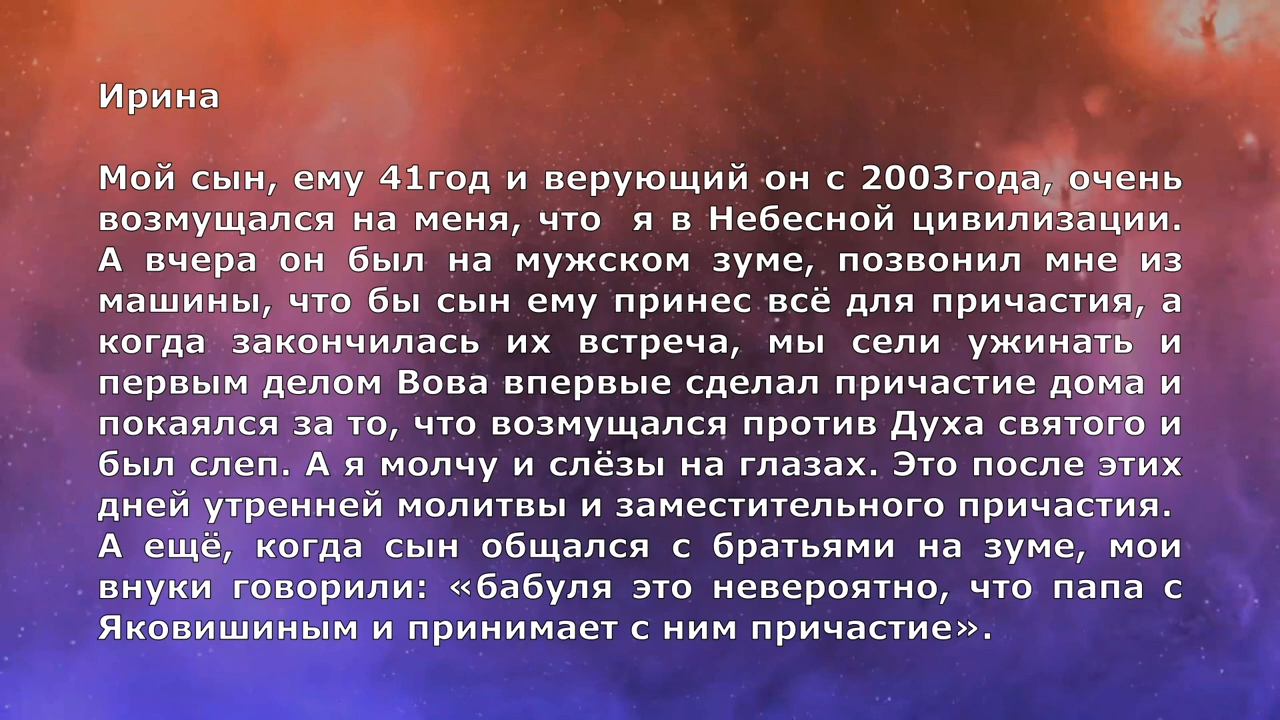 Ирина
Мой сын, ему 41год и верующий он с 2003года, очень
возмущался на меня, что я в Небесной цивилизации.
А вчера он был на мужском зуме, позвонил мне из
машины, что бы сын ему принес всё для причастия, а
когда закончилась их встреча, мы сели ужинать и
первым делом Вова впервые сделал причастие дома и
покаялся за то, что возмущался против Духа святого и
был слеп. А я молчу и слёзы на глазах. Это после этих
дней утренней молитвы и заместительного причастия.
А ещё, когда сын общался с братьями на зуме, мои
внуки говорили: «бабуля это невероятно, что папа с
Яковишиным и принимает с ним причастие».